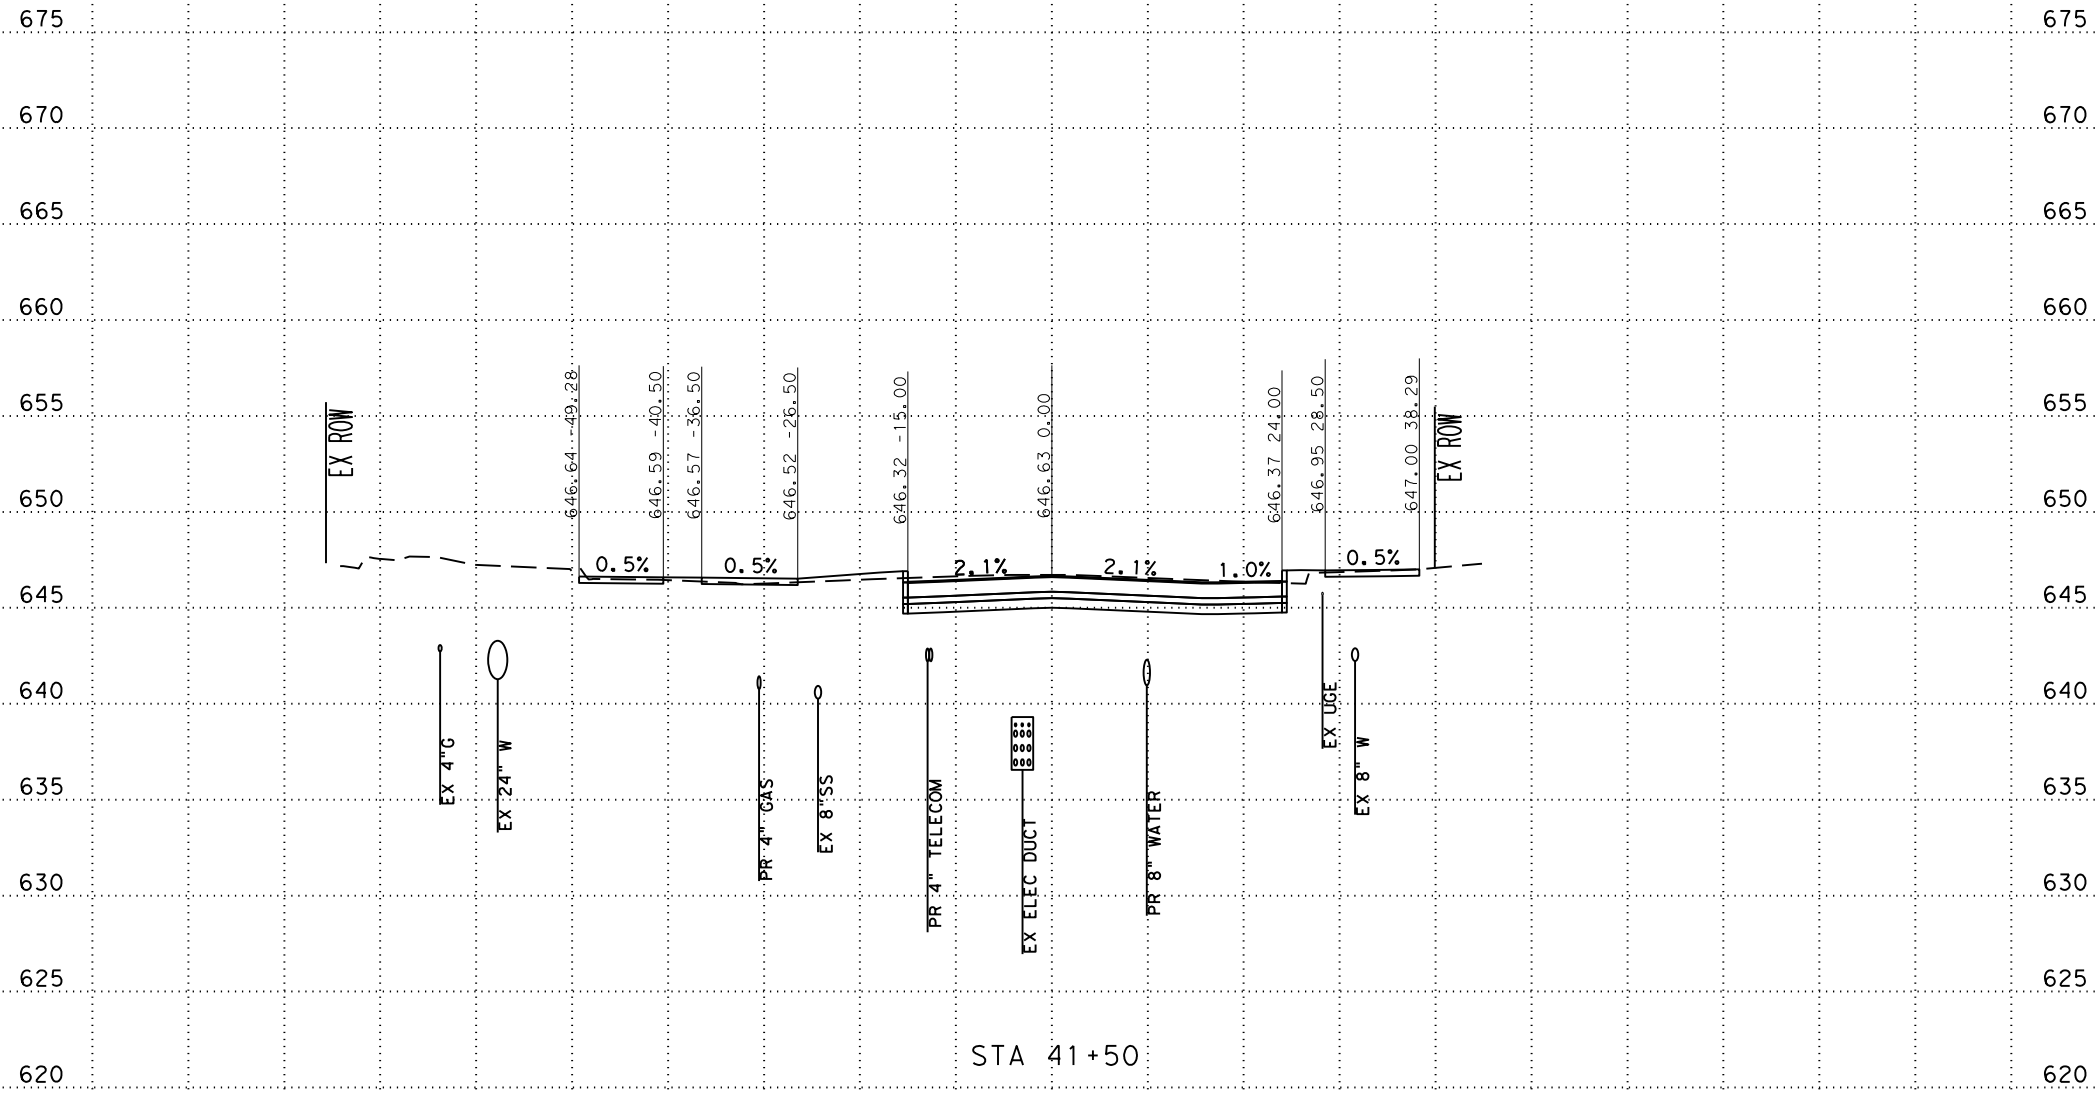 675 675
670 670
665 665
660 660
655 655
650 650
645 645
640 640
635 635
630 630
625 625
620 620
EX ROW
646.64 -49.28
646.59 -40.50
646.57 -36.50
646.52 -26.50
646.32 -15.00
646.63 0.00
646.37 24.00
646.95 28.50
647.00 38.29
EX ROW
0.5%
0.5%
2.1%
2.1%
1.0%
0.5%
EX 4"G
EX 24" W
PR 4" GAS
EX 8"SS
PR 4" TELECOM
EX ELEC DUCT
PR 8" WATER
EX UGE
EX 8" W
STA 41+50